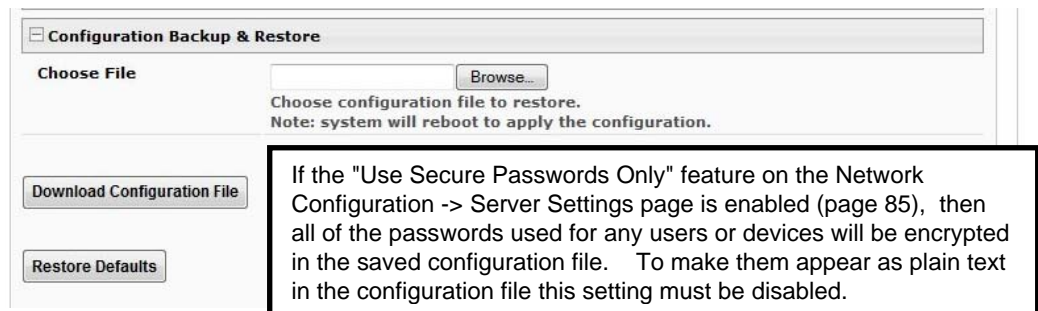 Configuration Backup & Restore
Choose File
Browse...
Choose configuration file to restore.
Note: system will reboot to apply the configuration.
Download Configuration File
If the "Use Secure Passwords Only" feature on the Network
Configuration -> Server Settings page is enabled (page 85), then
all of the passwords used for any users or devices will be encrypted
in the saved configuration file. To make them appear as plain text
in the configuration file this setting must be disabled.
Restore Defaults